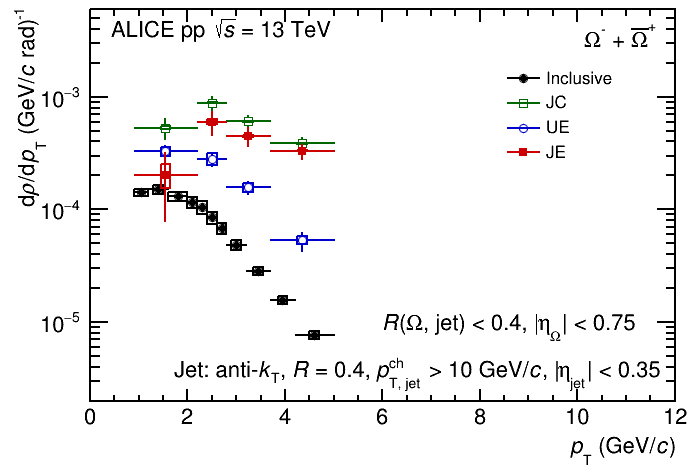 ALICE pp √s = 13 TeV
Ω⁻ + Ω̅⁺
Inclusive
JC
UE
JE
dρ/dp_T (GeV/c rad)⁻¹
10⁻³
10⁻⁴
10⁻⁵
R(Ω, jet) < 0.4, |η_Ω| < 0.75
Jet: anti-k_T, R = 0.4, p_T, jet^ch > 10 GeV/c, |η_jet| < 0.35
0 2 4 6 8 10 12
p_T (GeV/c)